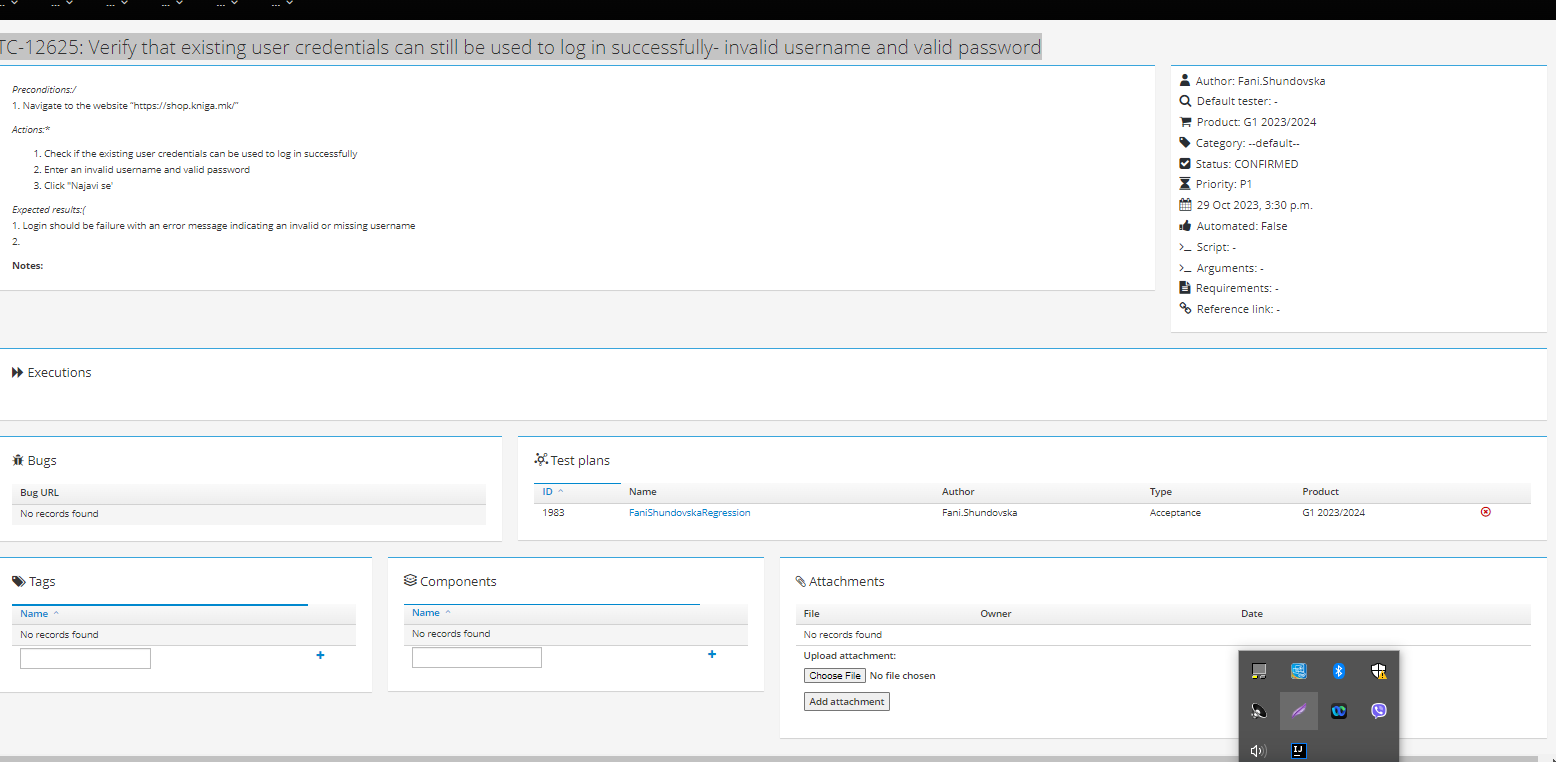 ... ... ... ... ... ...
TC-12625: Verify that existing user credentials can still be used to log in successfully- invalid username and valid password
Preconditions:/
1. Navigate to the website "https://shop.kniga.mk/"
Actions:*
1. Check if the existing user credentials can be used to log in successfully
2. Enter an invalid username and valid password
3. Click "Najavi se'
Expected results:(
1. Login should be failure with an error message indicating an invalid or missing username
2.
Notes:
Author: Fani.Shundovska
Default tester: -
Product: G1 2023/2024
Category: --default--
Status: CONFIRMED
Priority: P1
29 Oct 2023, 3:30 p.m.
Automated: False
Script: -
Arguments: -
Requirements: -
Reference link: -
Executions
Bugs
Bug URL
No records found
Test plans
ID Name Author Type Product
1983 FaniShundovskaRegression Fani.Shundovska Acceptance G1 2023/2024
Tags
Name
No records found
Components
Name
No records found
Attachments
File Owner Date
No records found
Upload attachment:
Choose File No file chosen
Add attachment
IJ